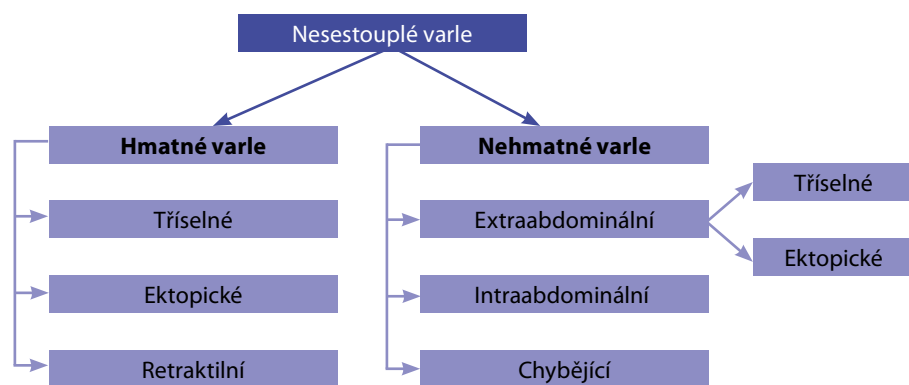 Nesestouplé varle
Hmatné varle
Tříselné
Ektopické
Retraktilní
Nehmatné varle
Extraabdominální
Intraabdominální
Chybějící
Tříselné
Ektopické